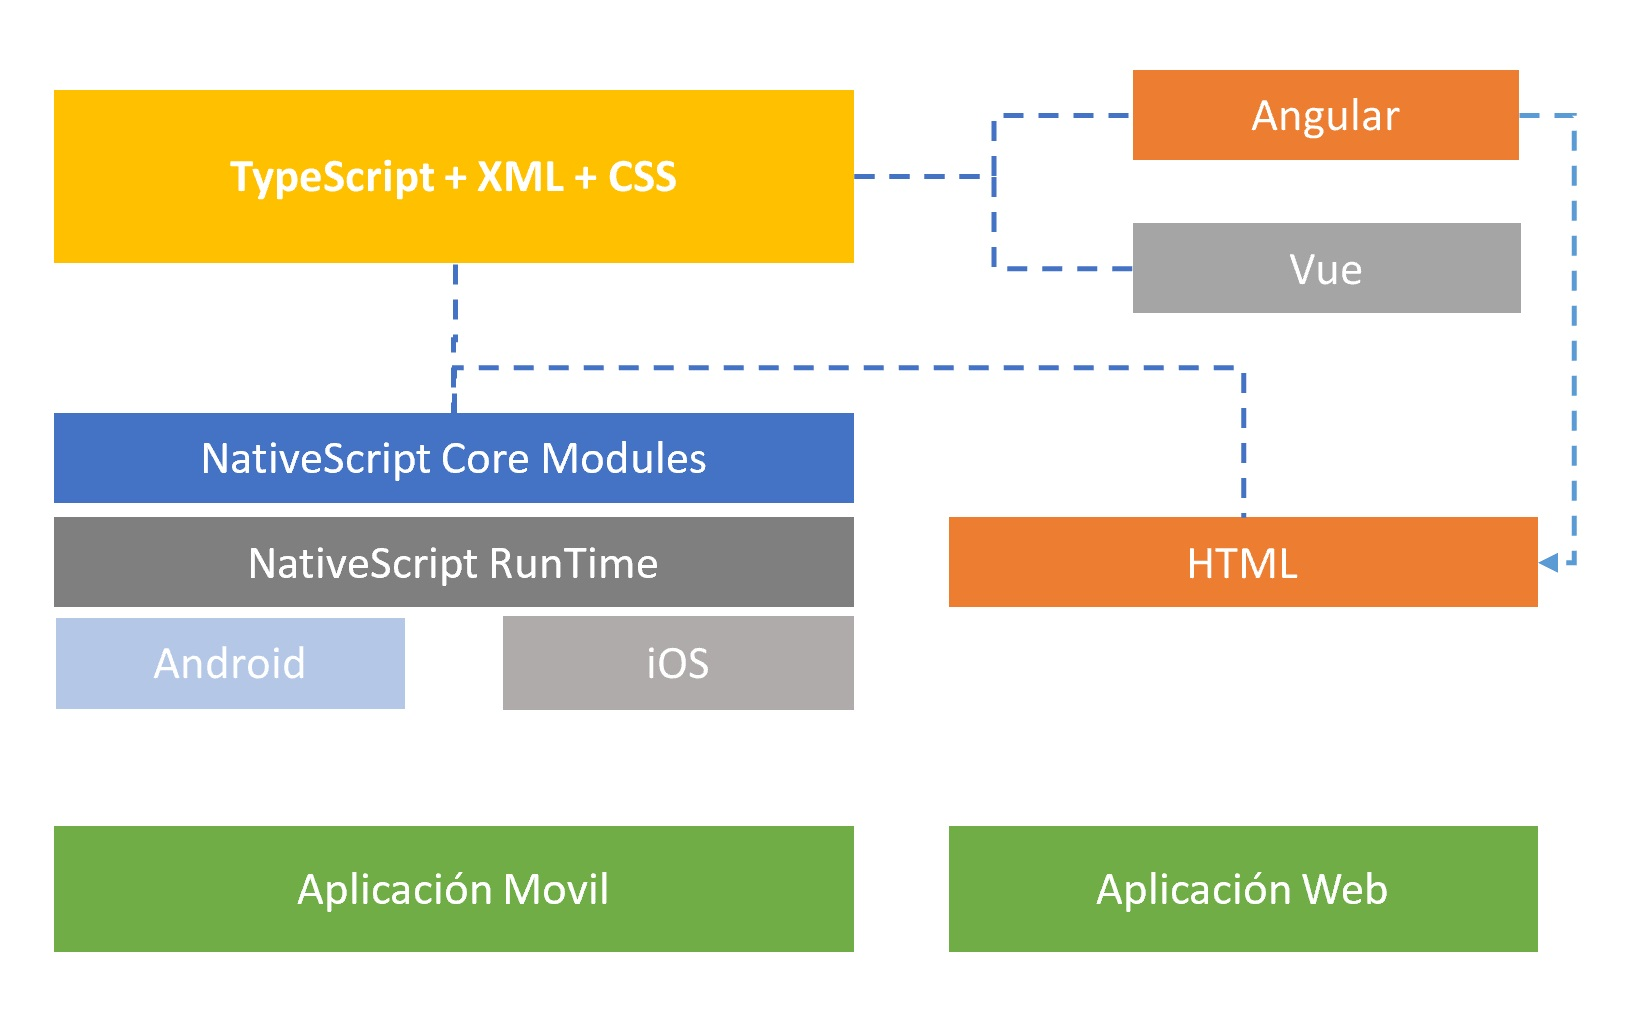 TypeScript + XML + CSS
Angular
Vue
NativeScript Core Modules
NativeScript RunTime
HTML
Android
iOS
Aplicación Movil
Aplicación Web